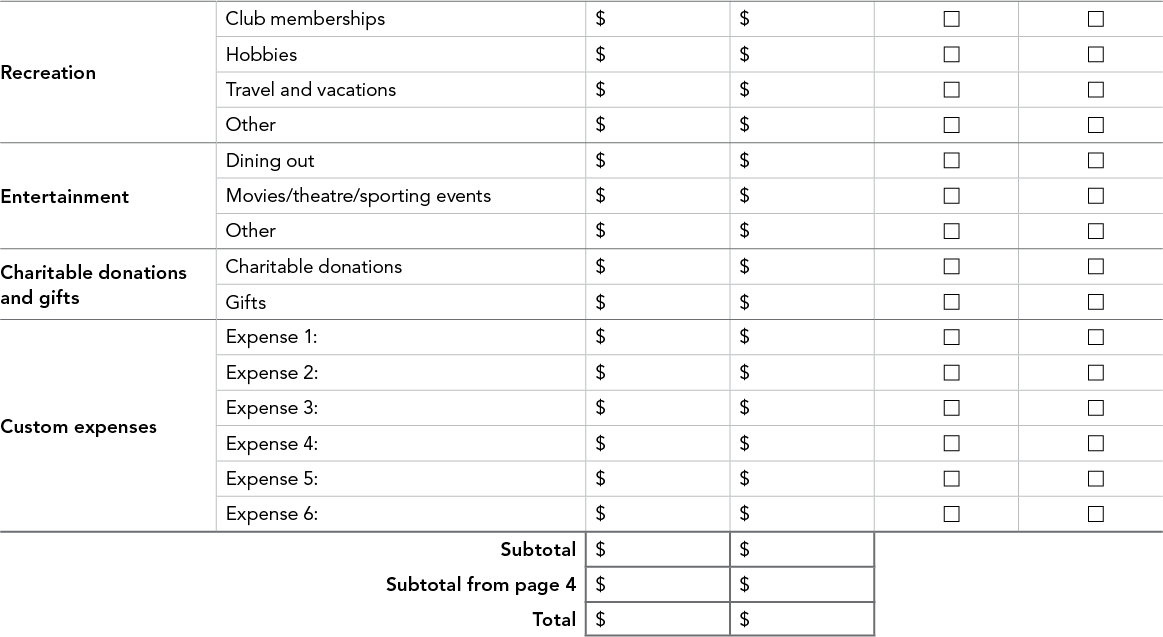 Club memberships $ $ ☐ ☐
Hobbies $ $ ☐ ☐
Recreation
Travel and vacations $ $ ☐ ☐
Other $ $ ☐ ☐
Dining out $ $ ☐ ☐
Entertainment Movies/theatre/sporting events $ $ ☐ ☐
Other $ $ ☐ ☐
Charitable donations
and gifts
Charitable donations $ $ ☐ ☐
Gifts $ $ ☐ ☐
Custom expenses
Expense 1: $ $ ☐ ☐
Expense 2: $ $ ☐ ☐
Expense 3: $ $ ☐ ☐
Expense 4: $ $ ☐ ☐
Expense 5: $ $ ☐ ☐
Expense 6: $ $ ☐ ☐
Subtotal $ $
Subtotal from page 4 $ $
Total $ $